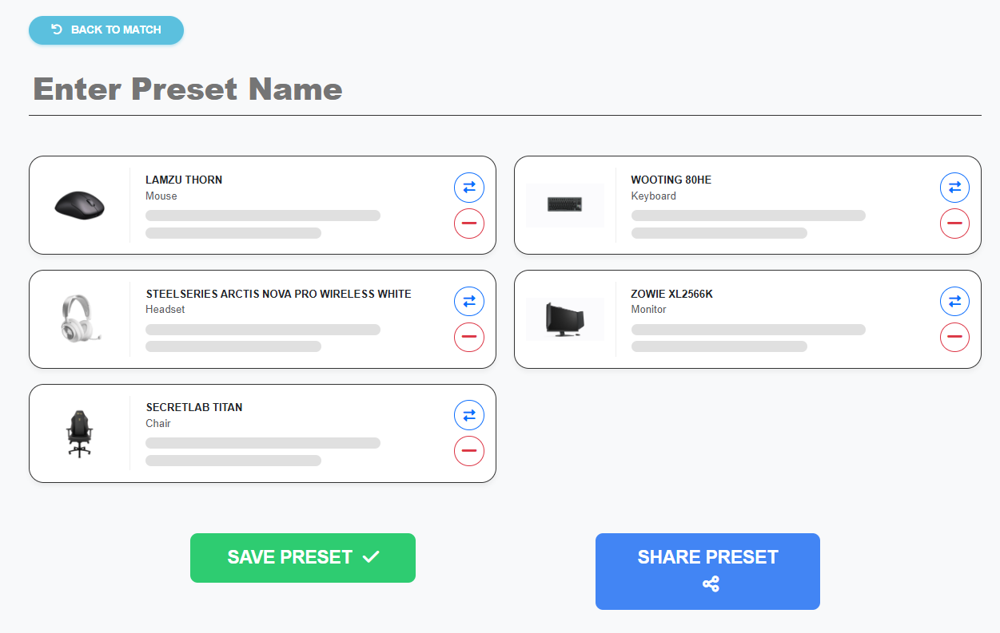 BACK TO MATCH
Enter Preset Name
LAMZU THORN
Mouse
WOOTING 80HE
Keyboard
STEELSERIES ARCTIS NOVA PRO WIRELESS WHITE
Headset
ZOWIE XL2566K
Monitor
SECRETLAB TITAN
Chair
SAVE PRESET
SHARE PRESET